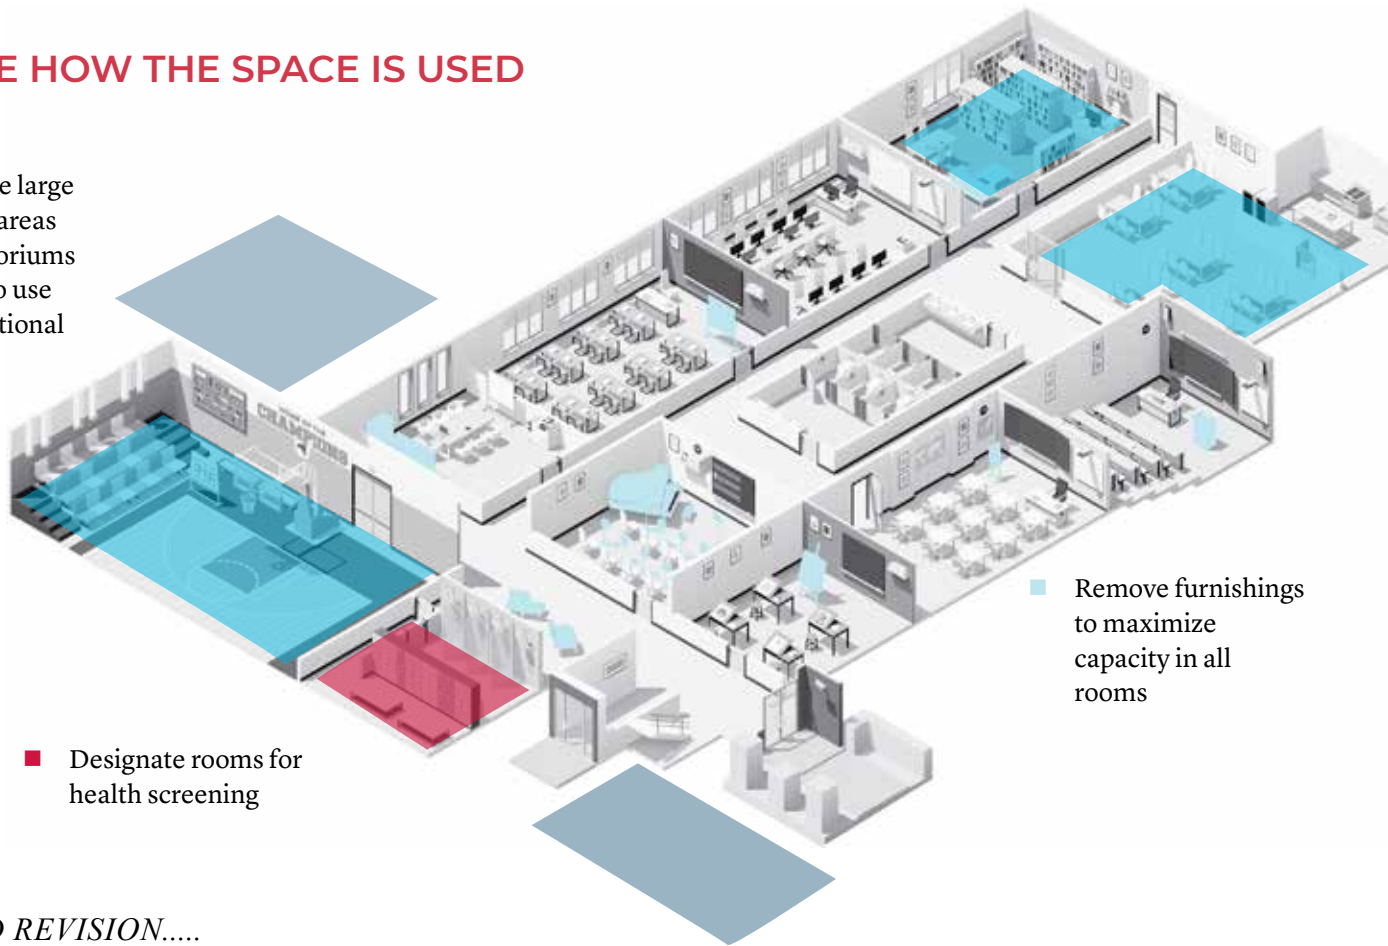 E HOW THE SPACE IS USED
e large
areas
oriums
o use
tional
CHAMPIONS
Remove furnishings
to maximize
capacity in all
rooms
Designate rooms for
health screening
REVISION.....